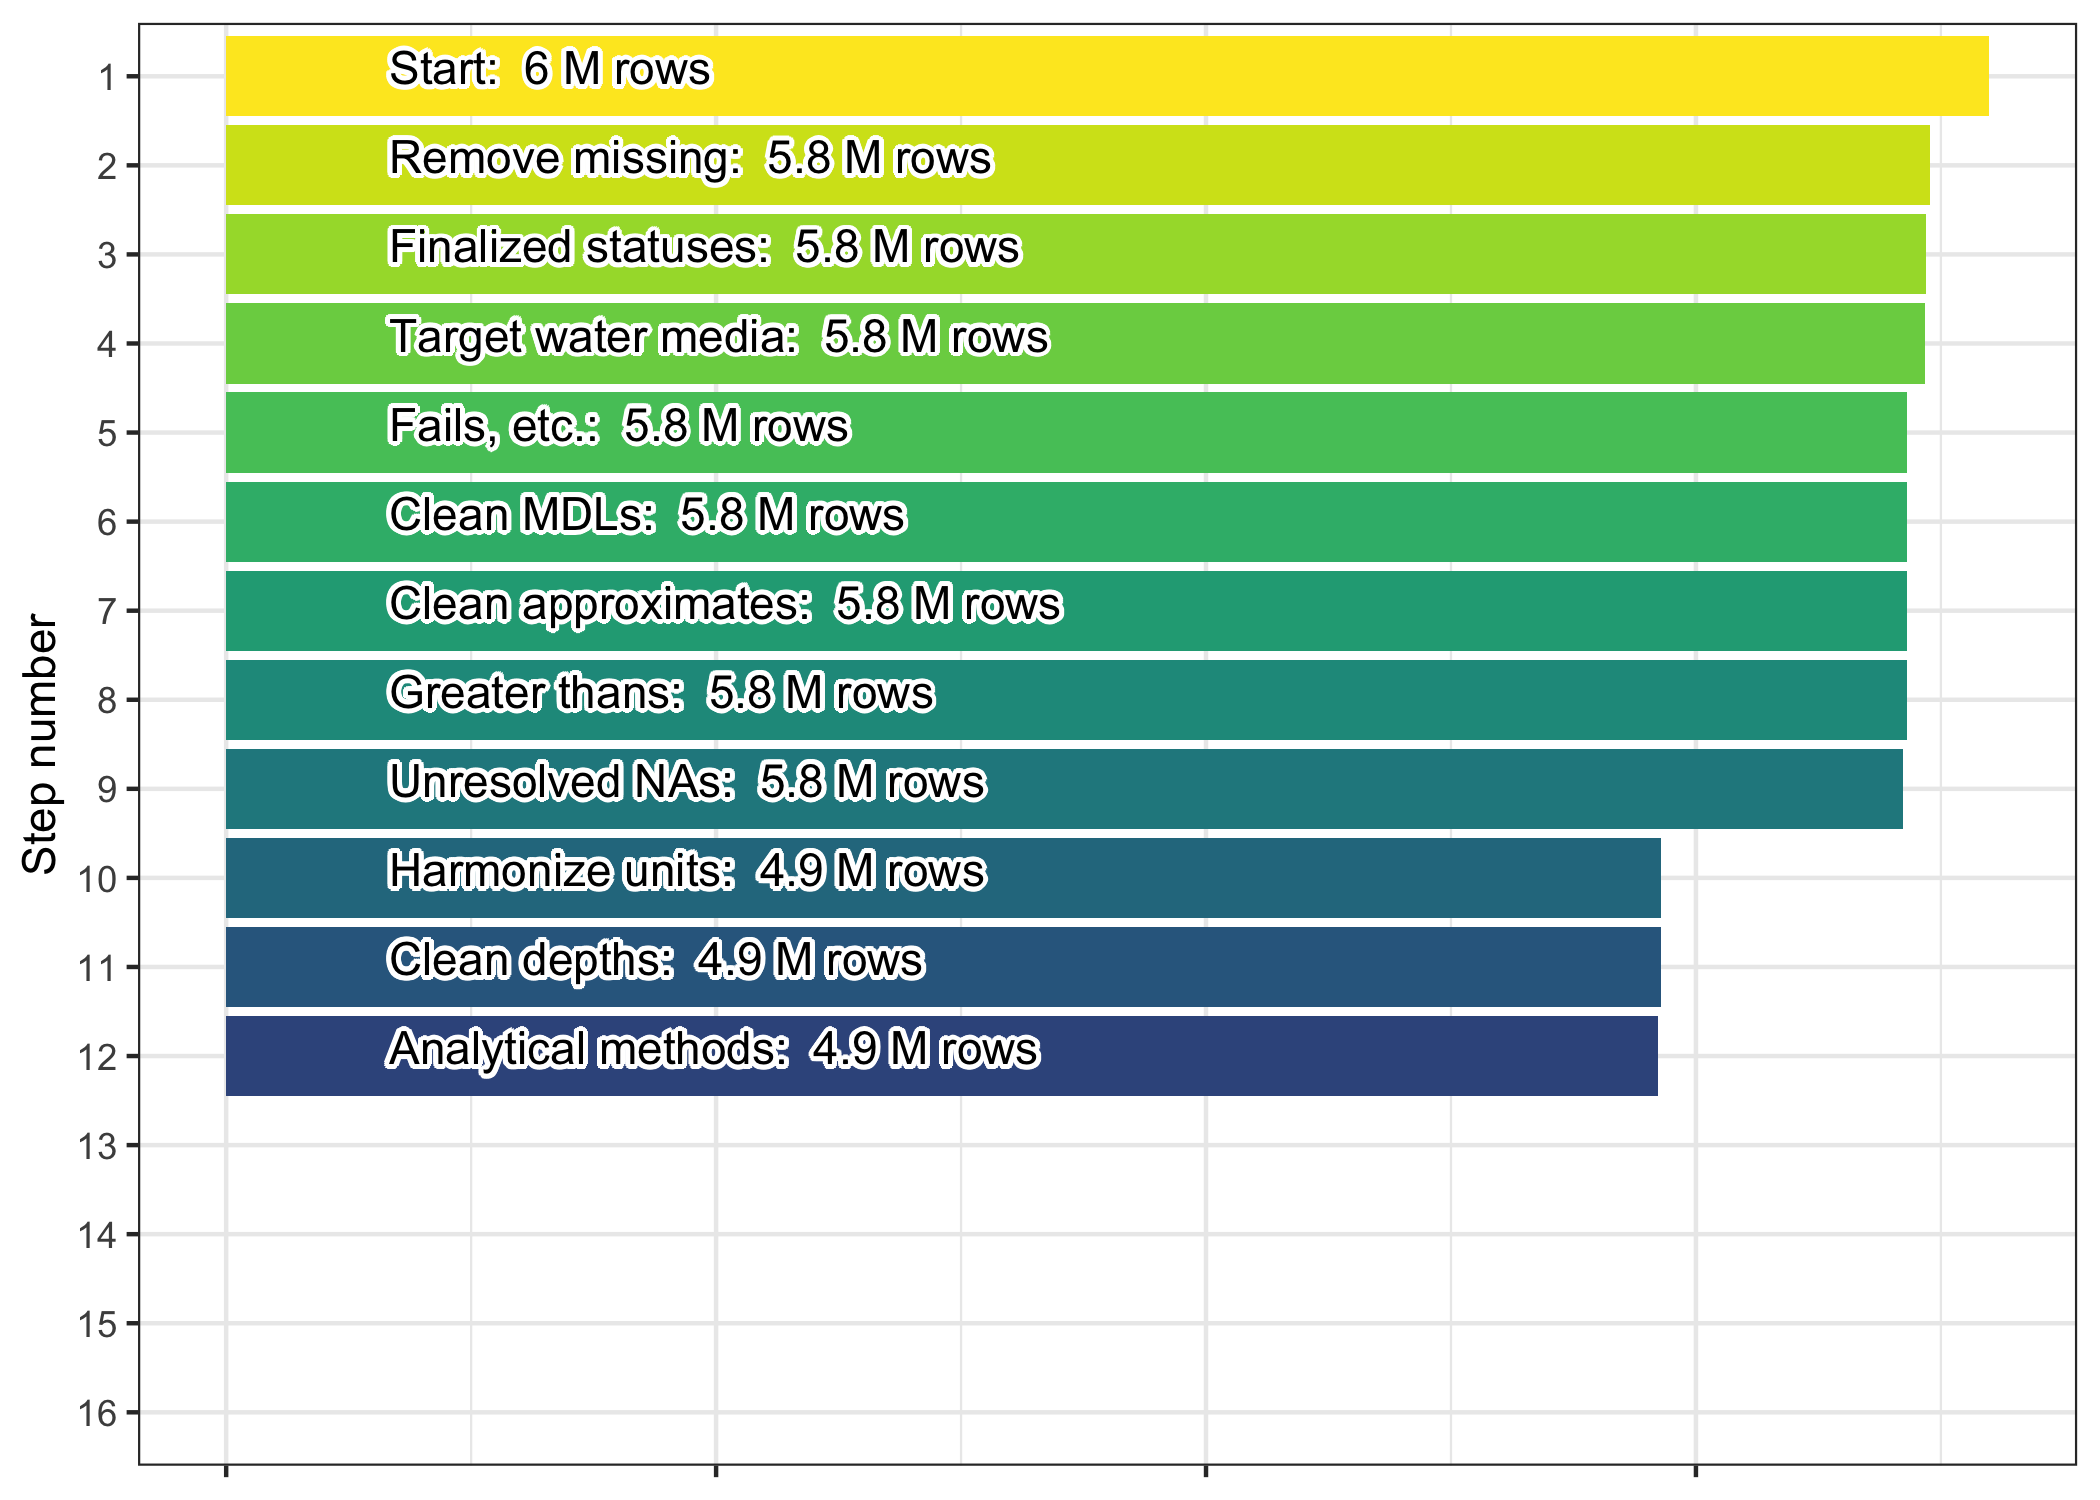 Step number
1
Start:  6 M rows
2
Remove missing:  5.8 M rows
3
Finalized statuses:  5.8 M rows
4
Target water media:  5.8 M rows
5
Fails, etc.:  5.8 M rows
6
Clean MDLs:  5.8 M rows
7
Clean approximates:  5.8 M rows
8
Greater thans:  5.8 M rows
9
Unresolved NAs:  5.8 M rows
10
Harmonize units:  4.9 M rows
11
Clean depths:  4.9 M rows
12
Analytical methods:  4.9 M rows
13
14
15
16